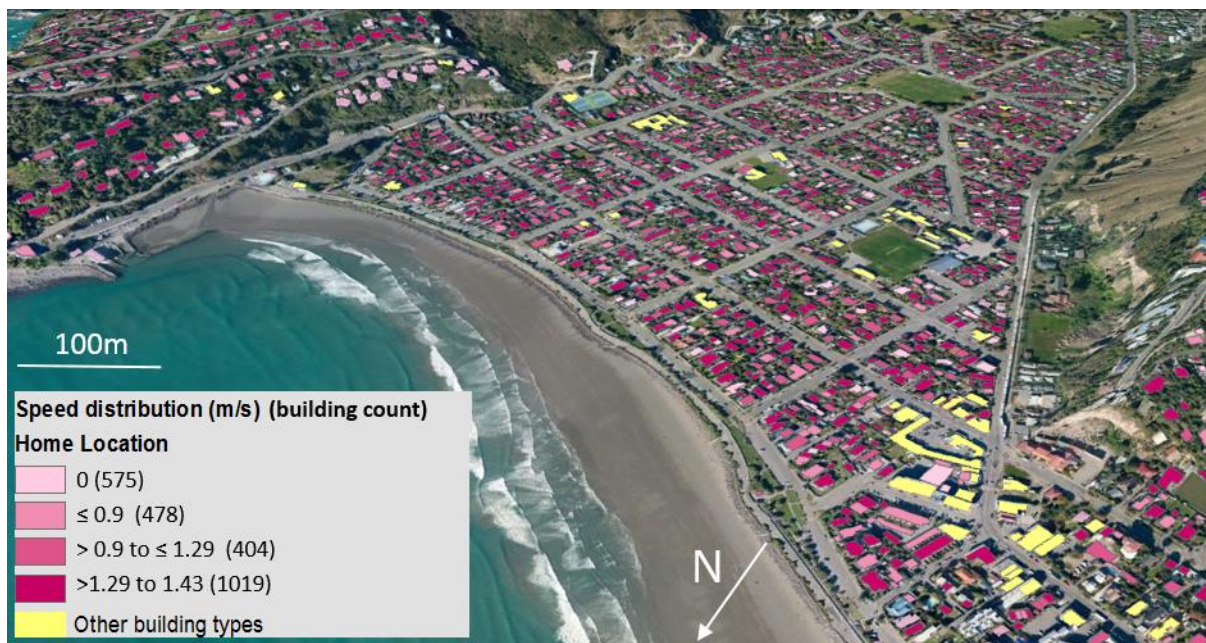 100m
Speed distribution (m/s) (building count)
Home Location
0 (575)
≤ 0.9 (478)
> 0.9 to ≤ 1.29 (404)
>1.29 to 1.43 (1019)
Other building types
N